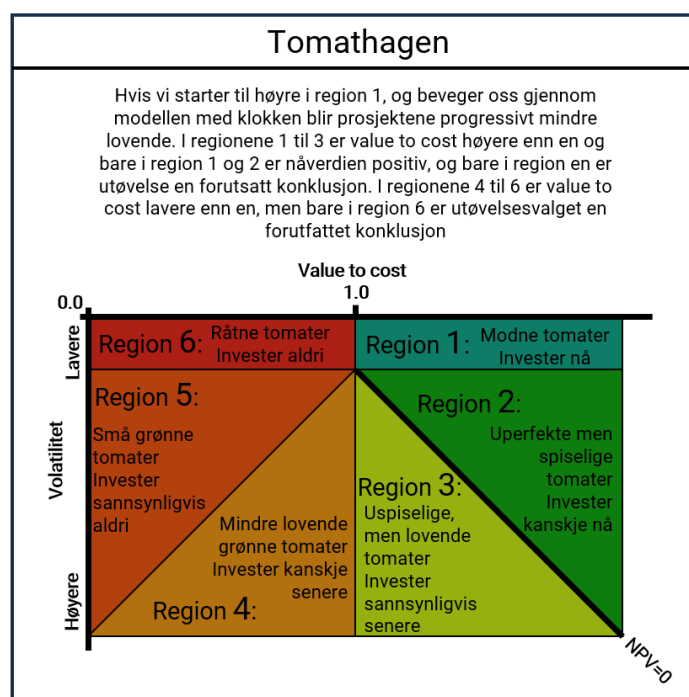 Tomathagen
Hvis vi starter til høyre i region 1, og beveger oss gjennom
modellen med klokken blir prosjektene progressivt mindre
lovende. I regionene 1 til 3 er value to cost høyere enn en og
bare i region 1 og 2 er nåverdien positiv, og bare i region en er
utøvelse en forutsatt konklusjon. I regionene 4 til 6 er value to
cost lavere enn en, men bare i region 6 er utøvelsesvalget en
forutfattet konklusjon
Value to cost
0.0
1.0
Lavere
Volatilitet
Høyere
Region 6:
Råtne tomater
Invester aldri
Region 1:
Modne tomater
Invester nå
Region 5:
Små grønne
tomater
Invester
sannsynligvis
aldri
Region 2:
Uperfekte men
spiselige
tomater
Invester
kanskje nå
Mindre lovende
grønne tomater
Invester kanskje
senere
Region 4:
Region 3:
Uspiselige,
men lovende
tomater
Invester
sannsynligvis
senere
NPV=0